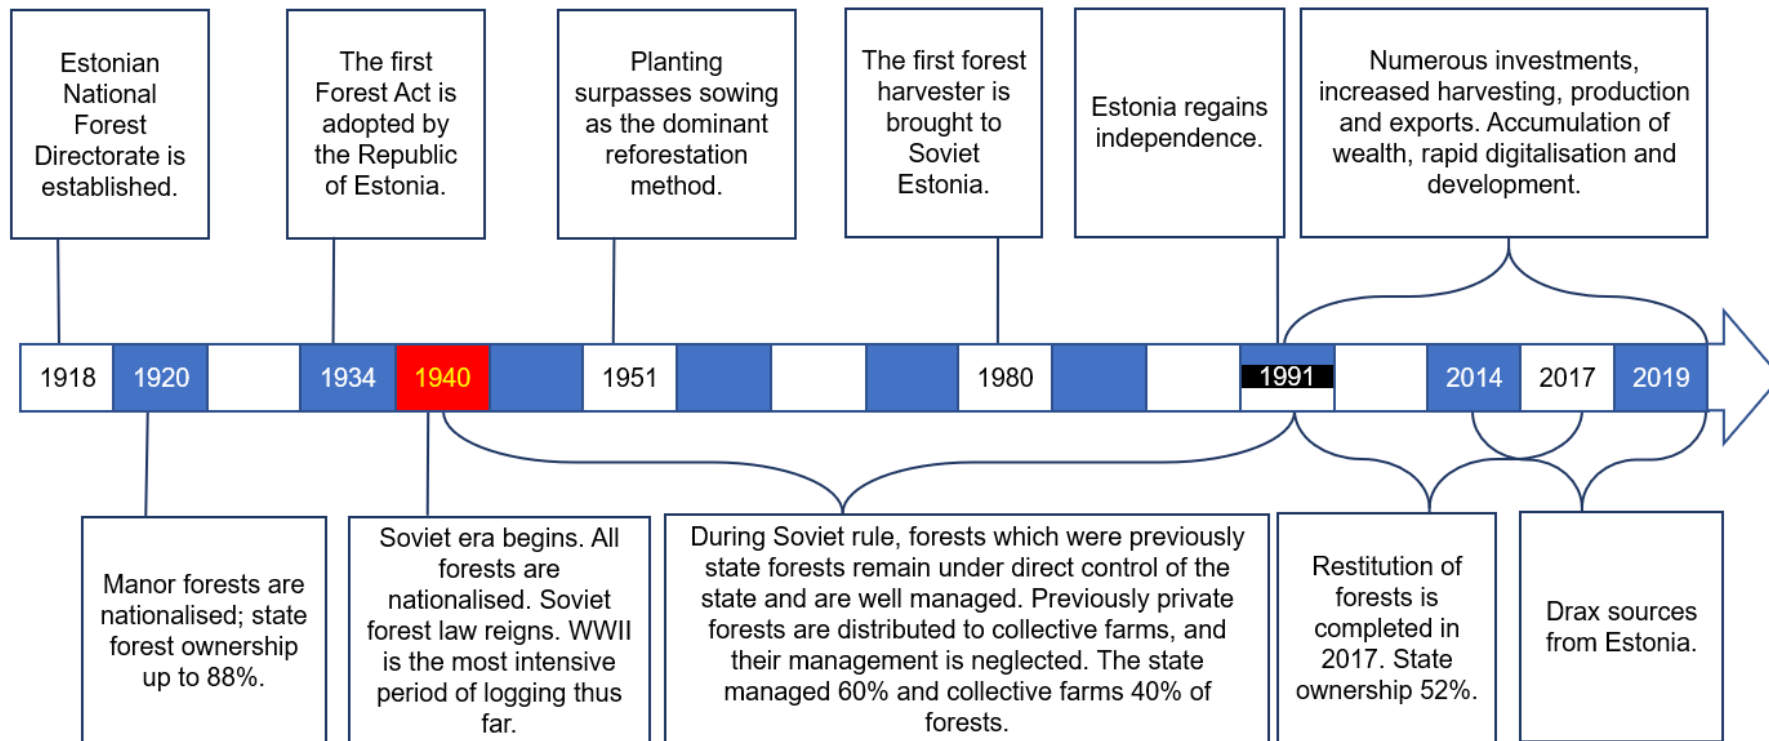 Estonian
National
Forest
Directorate is
established.
The first
Forest Act is
adopted by
the Republic
of Estonia.
Planting
surpasses sowing
as the dominant
reforestation
method.
The first forest
harvester is
brought to
Soviet
Estonia.
Estonia regains
independence.
Numerous investments,
increased harvesting, production
and exports. Accumulation of
wealth, rapid digitalisation and
development.
1918
1920
1934
1940
1951
1980
1991
2014
2017
2019
Manor forests are
nationalised; state
forest ownership
up to 88%.
Soviet era begins. All
forests are
nationalised. Soviet
forest law reigns. WWII
is the most intensive
period of logging thus
far.
During Soviet rule, forests which were previously
state forests remain under direct control of the
state and are well managed. Previously private
forests are distributed to collective farms, and
their management is neglected. The state
managed 60% and collective farms 40% of
forests.
Restitution of
forests is
completed in
2017. State
ownership 52%.
Drax sources
from Estonia.